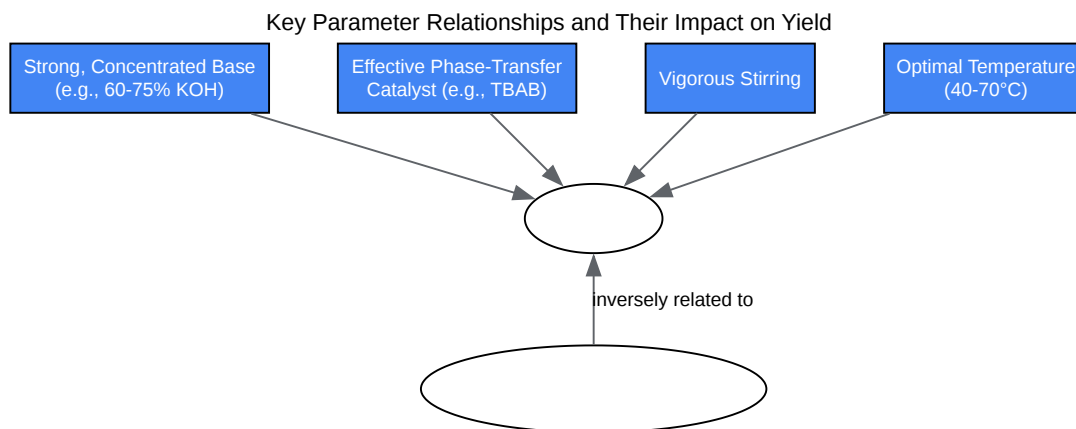 Key Parameter Relationships and Their Impact on Yield
Strong, Concentrated Base
(e.g., 60-75% KOH)
Effective Phase-Transfer
Catalyst (e.g., TBAB)
Vigorous Stirring
Optimal Temperature
(40-70°C)
inversely related to